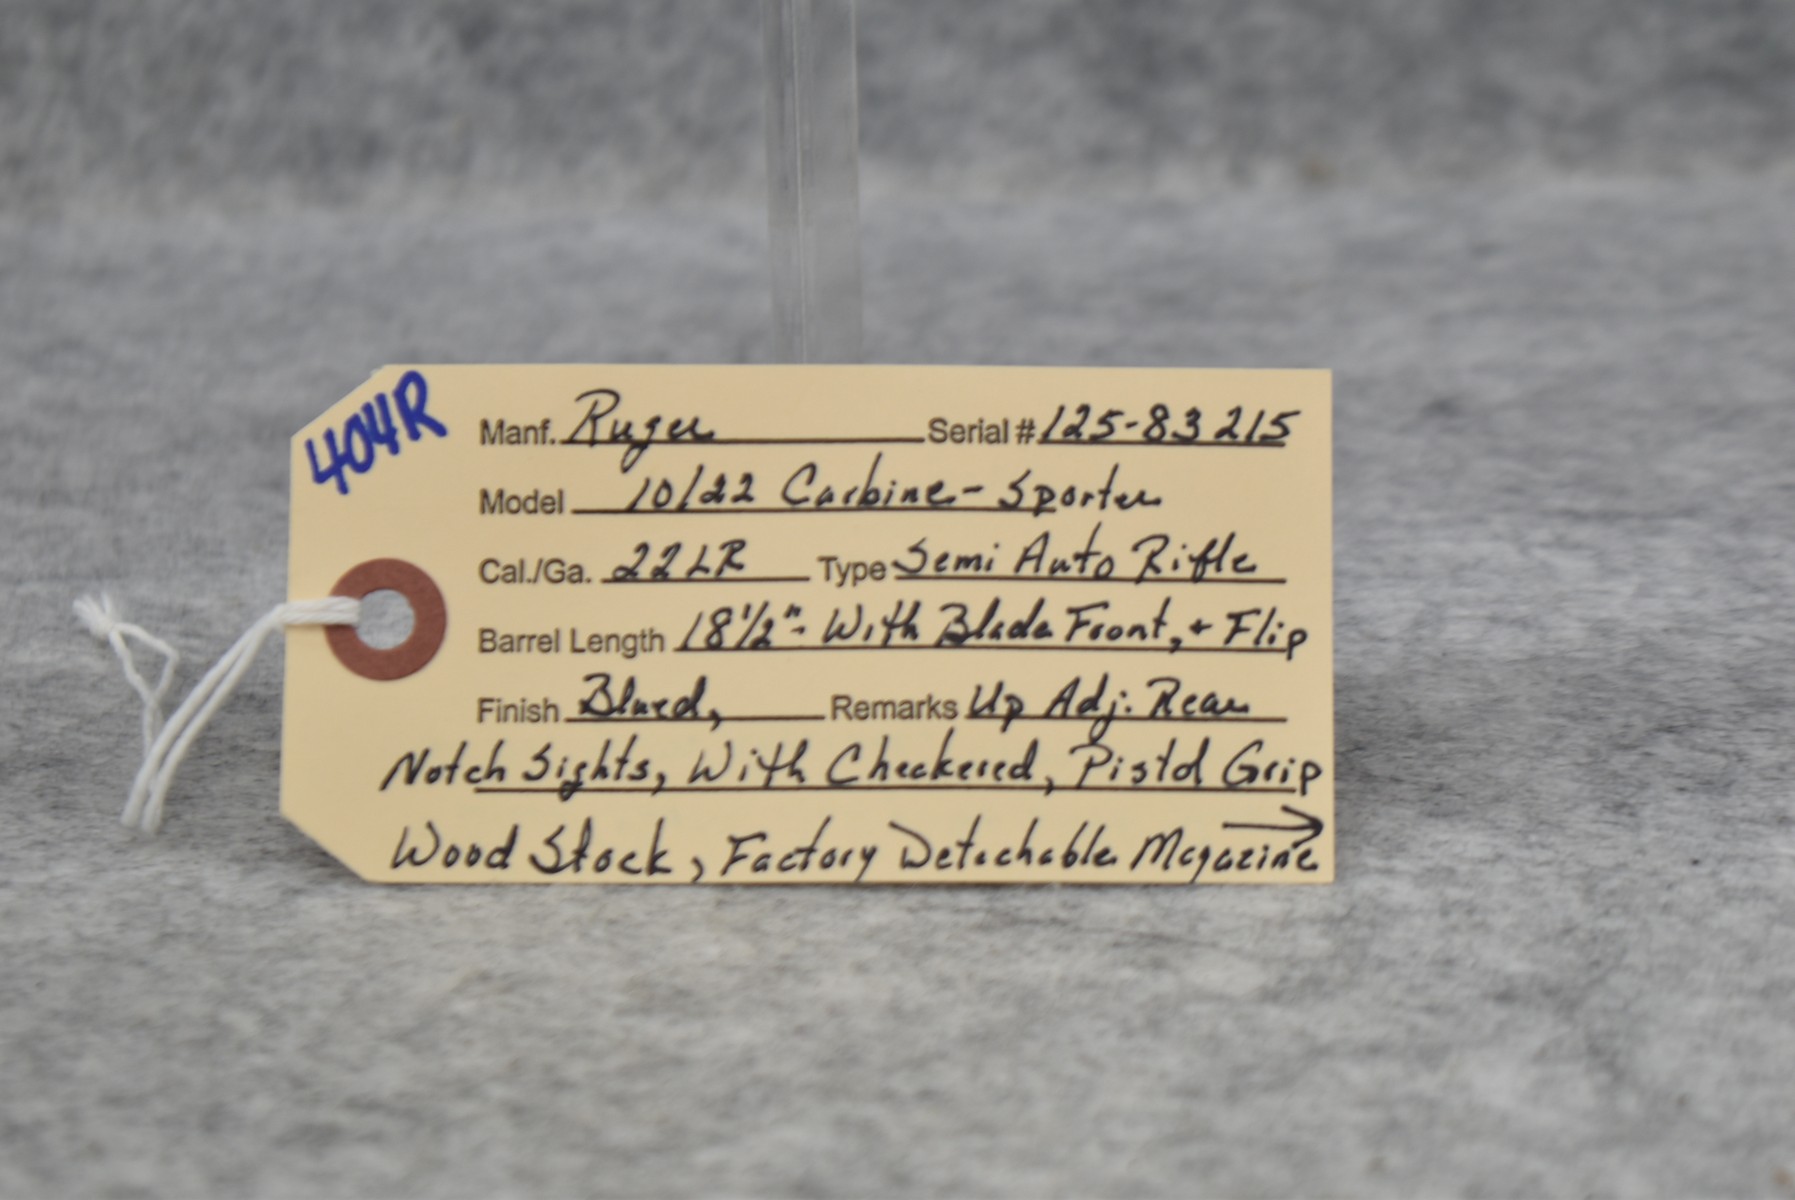 404R
Manf. Ruger Serial # 125-83215
Model 10/22 Carbine - Sporter
Cal./Ga. 22LR Type Semi Auto Rifle
Barrel Length 18 1/2" - With Blade Front, + Flip
Finish Blued, Remarks Up Adj. Rear
Notch Sights, With Checkered, Pistol Grip
Wood Stock, Factory Detachable Magazine →